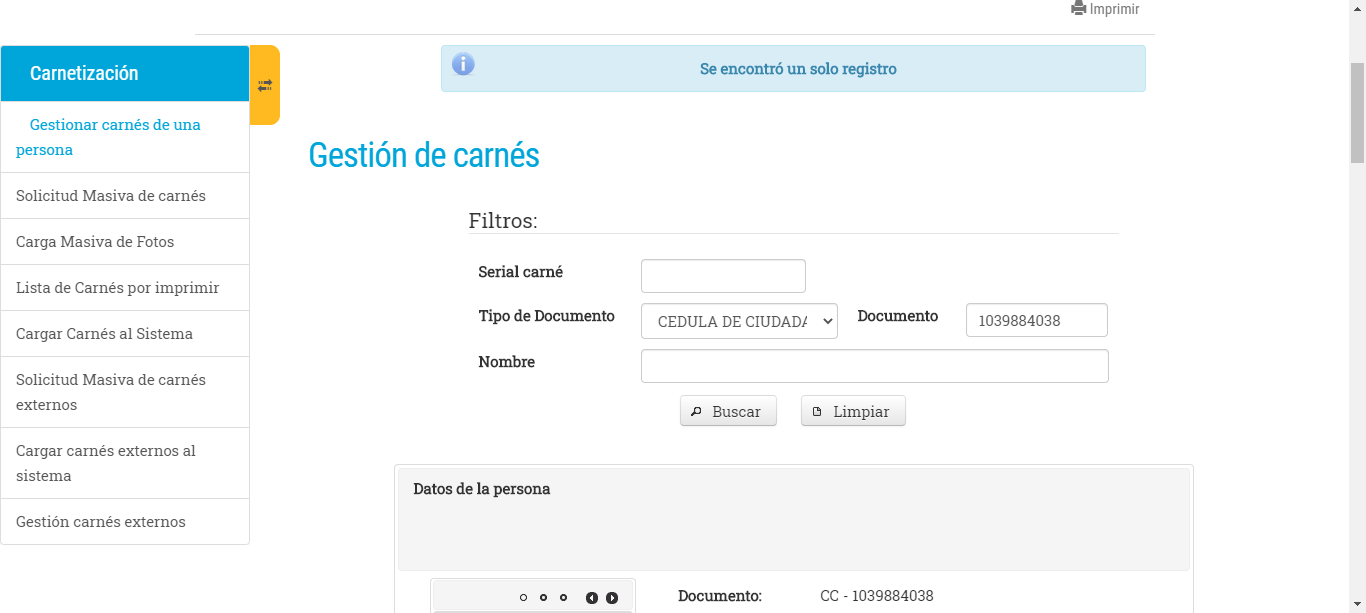 Imprimir
Carnetización
Gestionar carnés de una
persona
Solicitud Masiva de carnés
Carga Masiva de Fotos
Lista de Carnés por imprimir
Cargar Carnés al Sistema
Solicitud Masiva de carnés
externos
Cargar carnés externos al
sistema
Gestión carnés externos
Se encontró un solo registro
Gestión de carnés
Filtros:
Serial carné
Tipo de Documento CEDULA DE CIUDADA Documento 1039884038
Nombre
Buscar Limpiar
Datos de la persona
Documento: CC - 1039884038